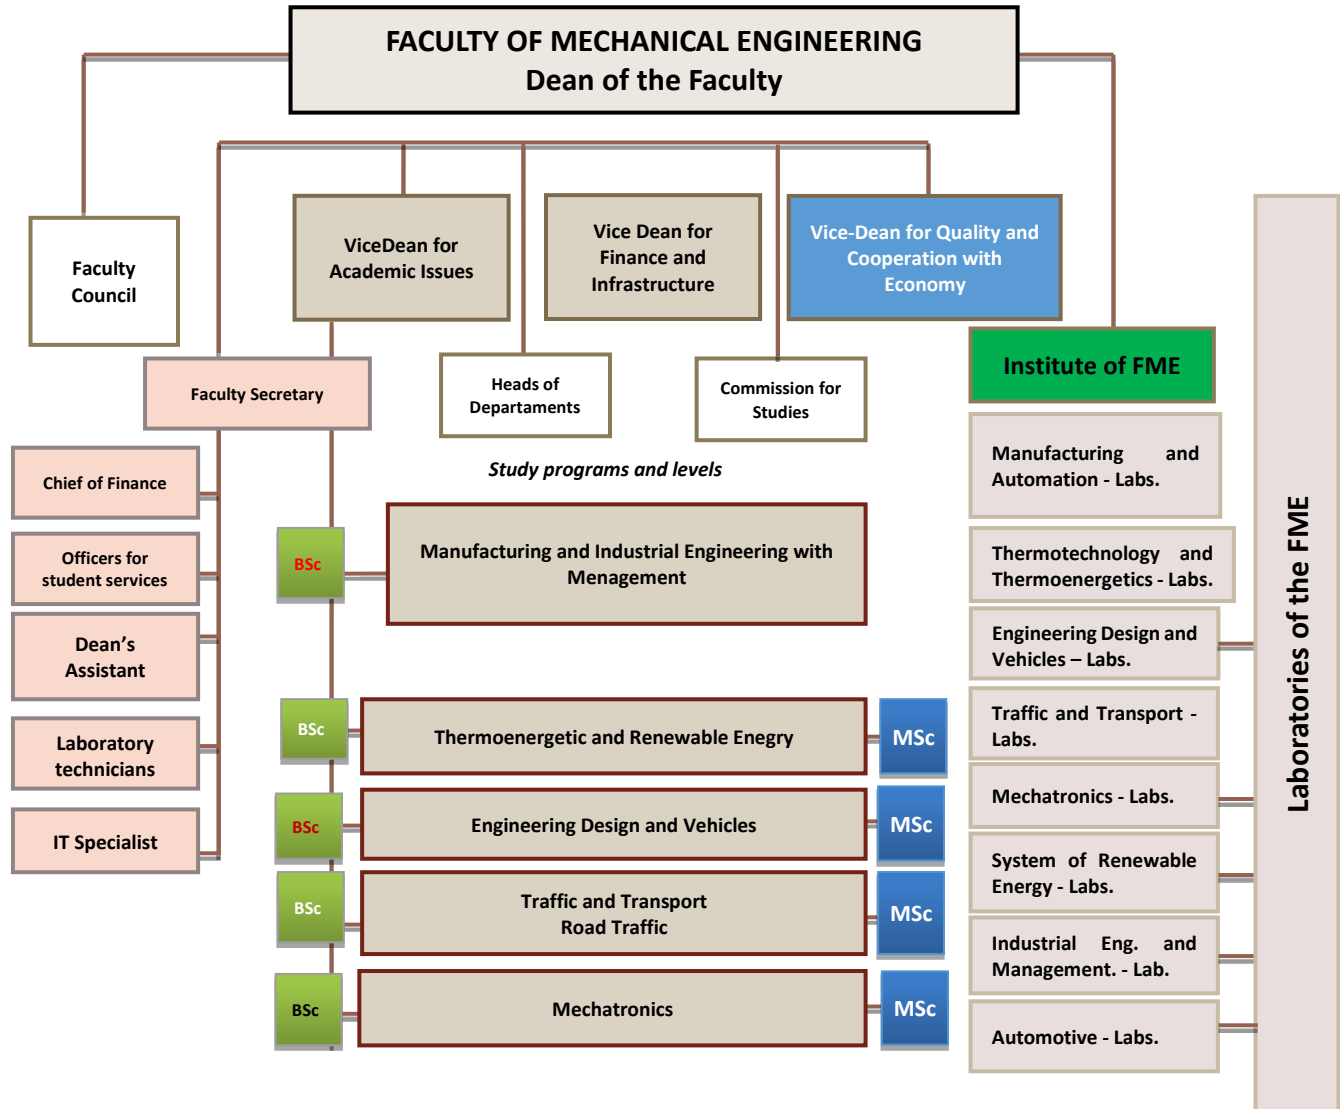 FACULTY OF MECHANICAL ENGINEERING
Dean of the Faculty
Faculty
Council
ViceDean for
Academic Issues
Vice Dean for
Finance and
Infrastructure
Vice-Dean for Quality and
Cooperation with
Economy
Institute of FME
Faculty Secretary
Heads of
Departaments
Commission for
Studies
Chief of Finance
Officers for
student services
Dean’s
Assistant
Laboratory
technicians
IT Specialist
Study programs and levels
BSc
Manufacturing and Industrial Engineering with
Menagement
BSc
Thermoenergetic and Renewable Enegry
MSc
BSc
Engineering Design and Vehicles
MSc
BSc
Traffic and Transport
Road Traffic
MSc
BSc
Mechatronics
MSc
Manufacturing and
Automation - Labs.
Thermotechnology and
Thermoenergetics - Labs.
Engineering Design and
Vehicles – Labs.
Traffic and Transport -
Labs.
Mechatronics - Labs.
System of Renewable
Energy - Labs.
Industrial Eng. and
Management. - Lab.
Automotive - Labs.
Laboratories of the FME